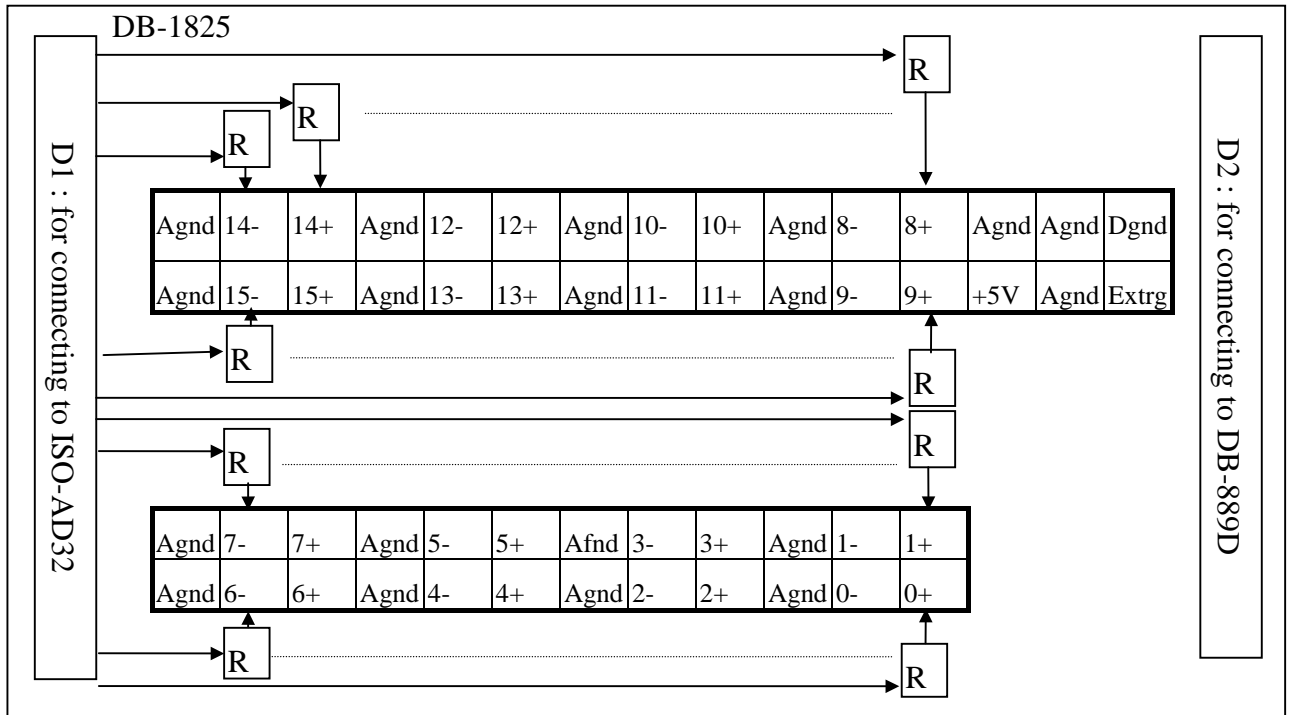 DB-1825
R
R
R
Agnd 14- 14+ Agnd 12- 12+ Agnd 10- 10+ Agnd 8- 8+ Agnd Agnd Dgnd
Agnd 15- 15+ Agnd 13- 13+ Agnd 11- 11+ Agnd 9- 9+ +5V Agnd Extrg
R
R
R
R
Agnd 7- 7+ Agnd 5- 5+ Afnd 3- 3+ Agnd 1- 1+
Agnd 6- 6+ Agnd 4- 4+ Agnd 2- 2+ Agnd 0- 0+
R
R
D1 : for connecting to ISO-AD32
D2 : for connecting to DB-889D